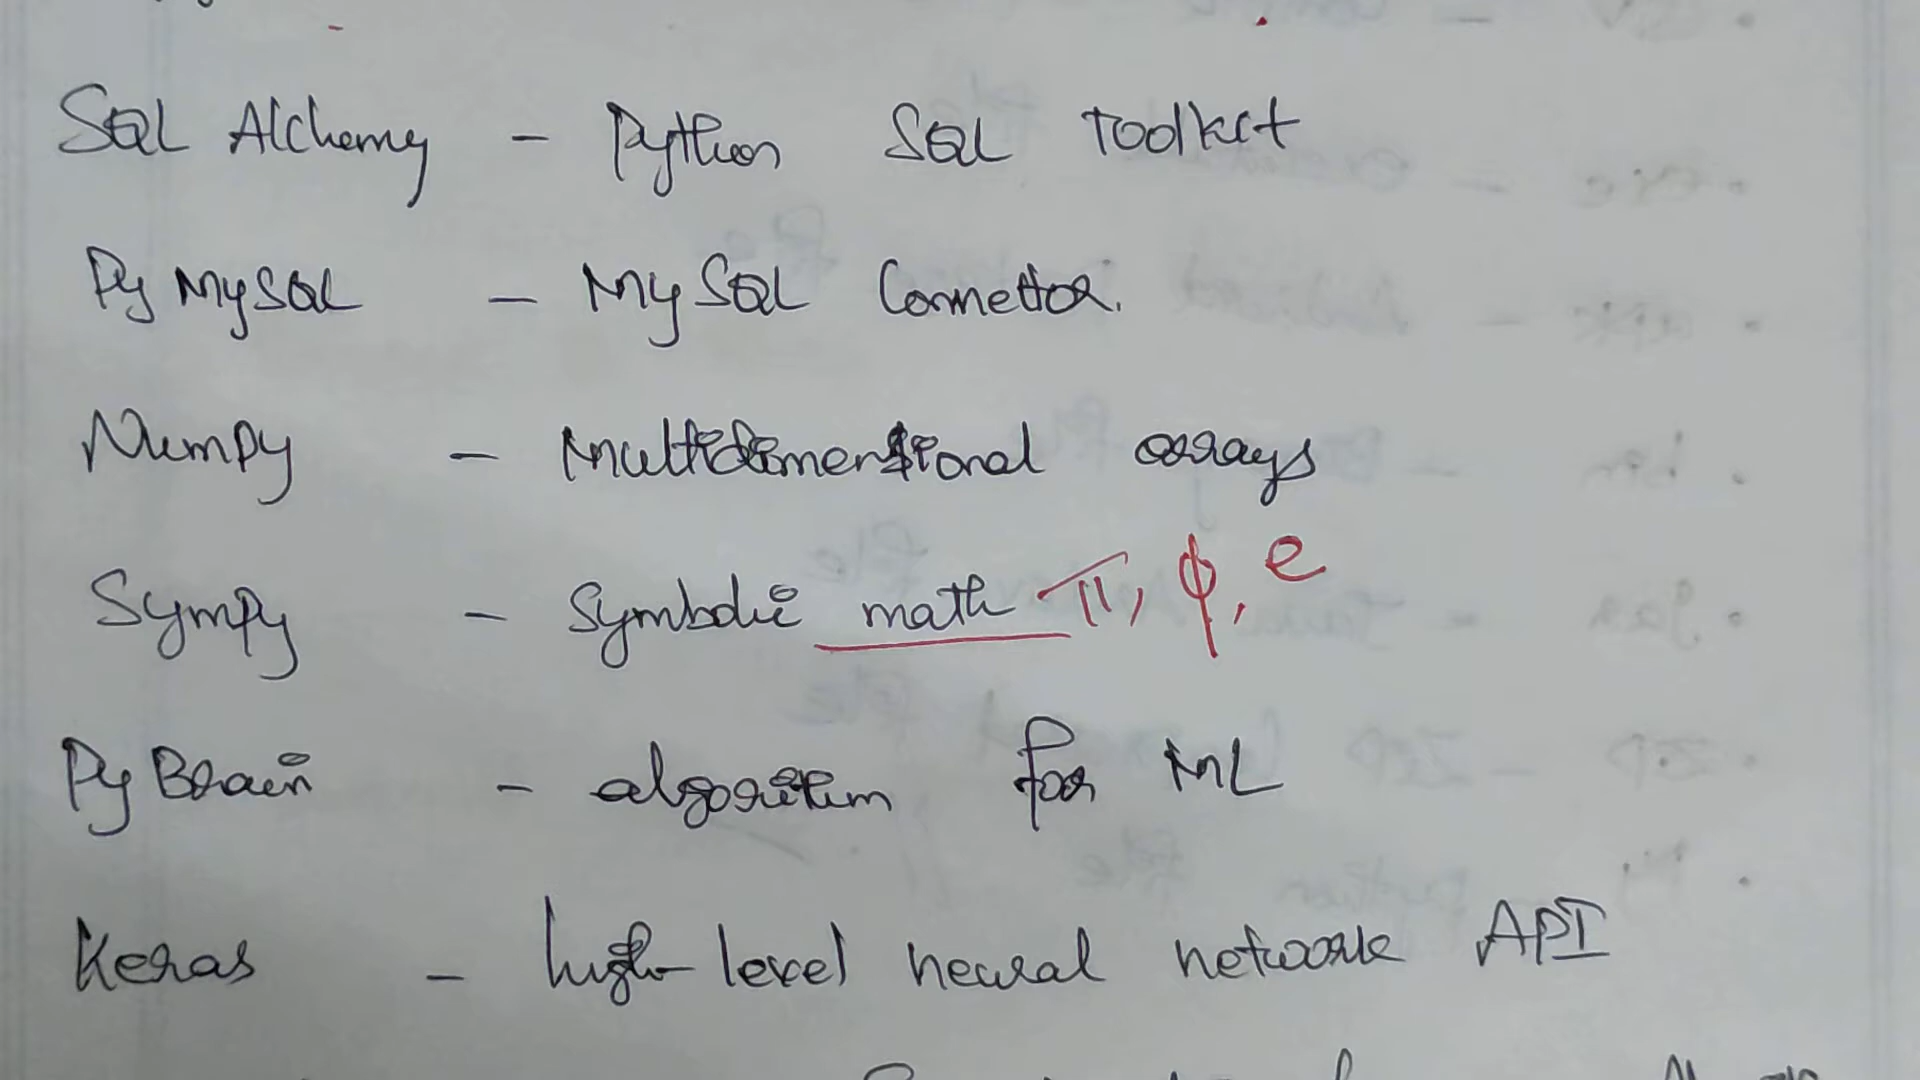 SQL Alchemy - Python SQL Toolkit
Py MySQL - MySQL Connector.
Numpy - Multidimensional arrays
Sympy - Symbolic math π, φ, e
Py Brain - algoritm for ML
Keras - high-level neural network API